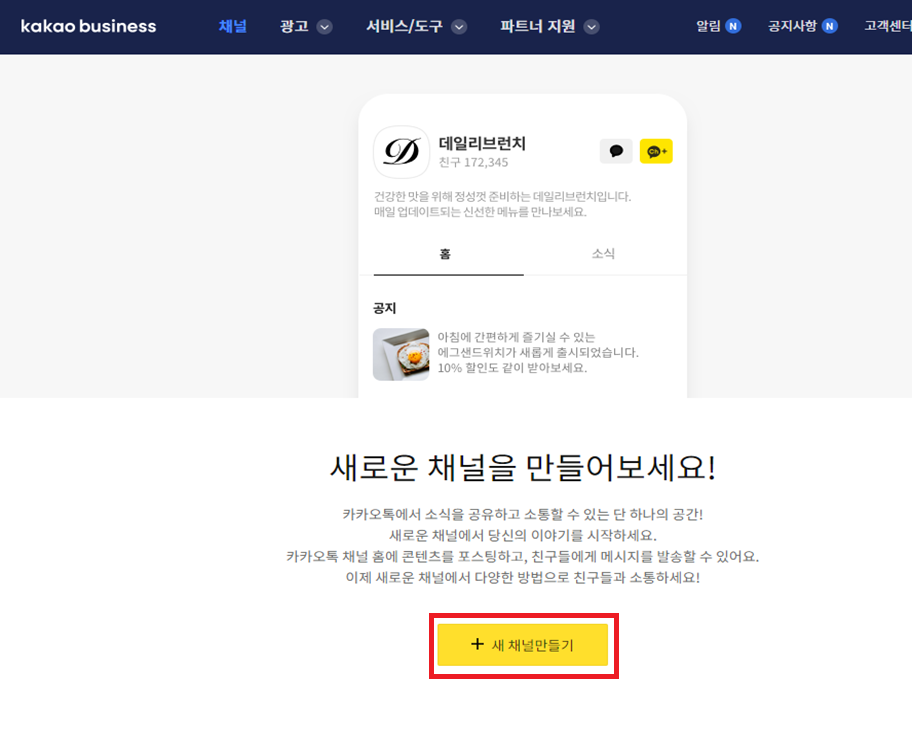 kakao business 채널 광고 서비스/도구 파트너 지원 알림 N 공지사항 N 고객센터
D 데일리브런치
친구 172,345
Ch+
건강한 맛을 위해 정성껏 준비하는 데일리브런치입니다.
매일 업데이트되는 신선한 메뉴를 만나보세요.
홈 소식
공지
아침에 간편하게 즐기실 수 있는
에그샌드위치가 새롭게 출시되었습니다.
10% 할인도 같이 받아보세요.
새로운 채널을 만들어보세요!
카카오톡에서 소식을 공유하고 소통할 수 있는 단 하나의 공간!
새로운 채널에서 당신의 이야기를 시작하세요.
카카오톡 채널 홈에 콘텐츠를 포스팅하고, 친구들에게 메시지를 발송할 수 있어요.
이제 새로운 채널에서 다양한 방법으로 친구들과 소통하세요!
+ 새 채널만들기